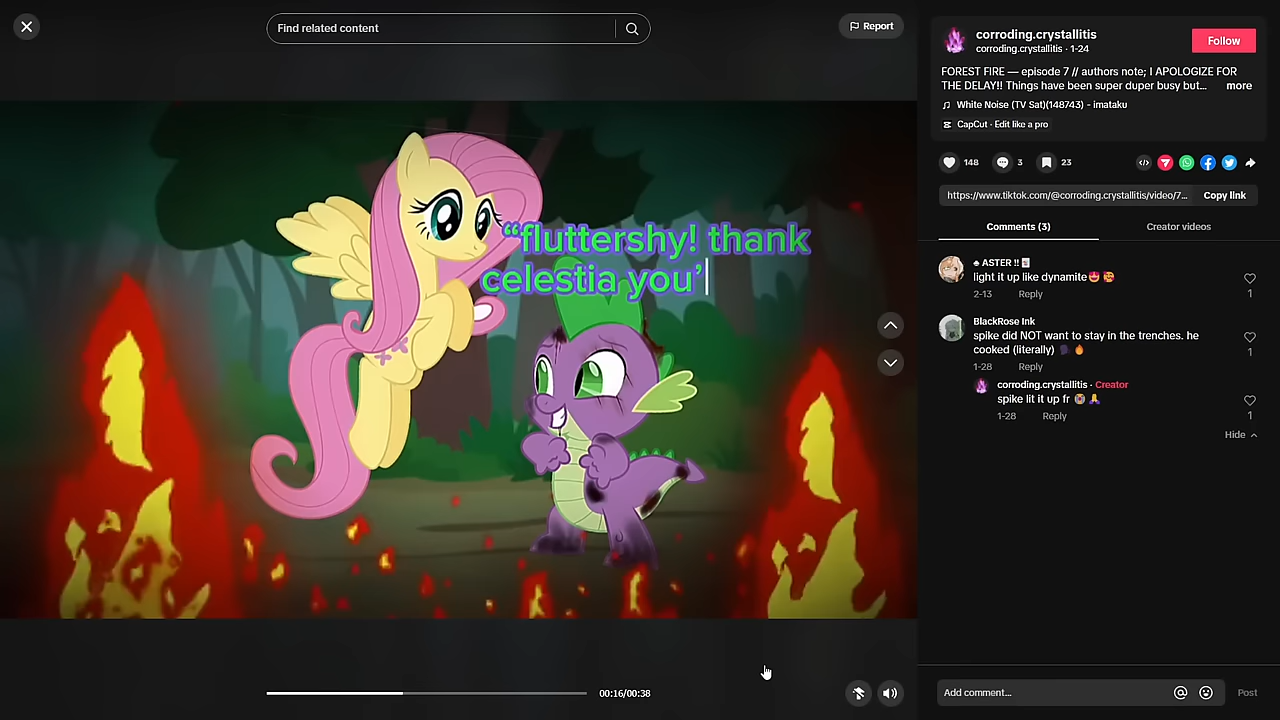 Find related content
Report
“fluttershy! thank
celestia you’
00:16/00:38
corroding.crystallitis
corroding.crystallitis · 1-24
Follow
FOREST FIRE — episode 7 // authors note; I APOLOGIZE FOR
THE DELAY!! Things have been super duper busy but... more
White Noise (TV Sat)(148743) - imataku
CapCut · Edit like a pro
148
3
23
https://www.tiktok.com/@corroding.crystallitis/video/7...
Copy link
Comments (3)
Creator videos
♠ ASTER !!🃏
light it up like dynamite😍🥰
2-13 Reply
1
BlackRose Ink
spike did NOT want to stay in the trenches. he
cooked (literally)
1-28 Reply
1
corroding.crystallitis · Creator
spike lit it up fr
1-28 Reply
1
Hide
Add comment...
Post